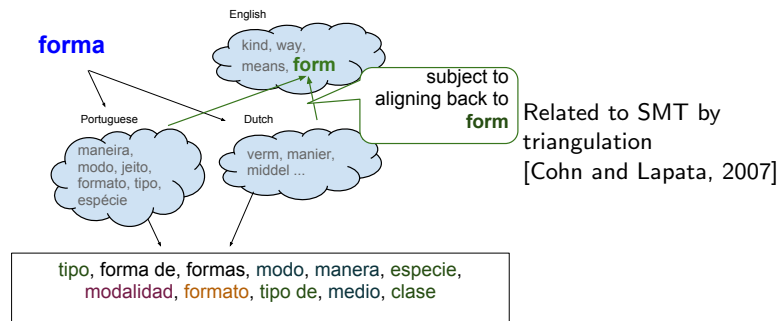 English
forma
kind, way,
means, form
subject to
aligning back to
form
Related to SMT by
triangulation
[Cohn and Lapata, 2007]
Portuguese
maneira,
modo, jeito,
formato, tipo,
espécie
Dutch
verm, manier,
middel ...
tipo, forma de, formas, modo, manera, especie,
modalidad, formato, tipo de, medio, clase